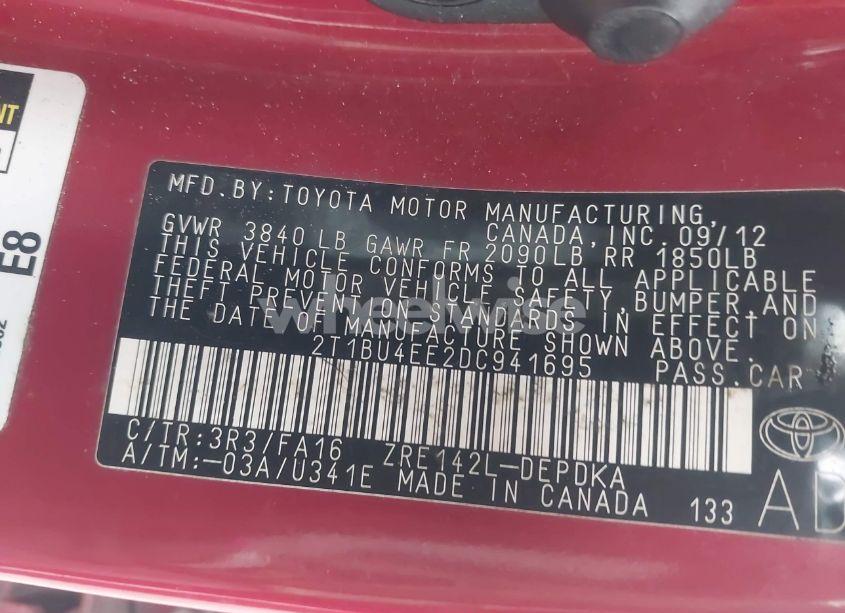 NT
E8
MFD.BY:TOYOTA MOTOR MANUFACTURING,
CANADA,INC. 09/12
GVWR 3840 LB GAWR FR 2090LB RR 1850LB
THIS VEHICLE CONFORMS TO ALL APPLICABLE
FEDERAL MOTOR VEHICLE SAFETY,BUMPER,AND
THEFT PREVENTION STANDARDS IN EFFECT ON
THE DATE OF MANUFACTURE SHOWN ABOVE.
2T1BU4EE2DC941695 PASS.CAR
C/TR:3R3/FA16 ZRE142L-DEPDKA
A/TM:-03A/U341E MADE IN CANADA 133
AD
wheelwise